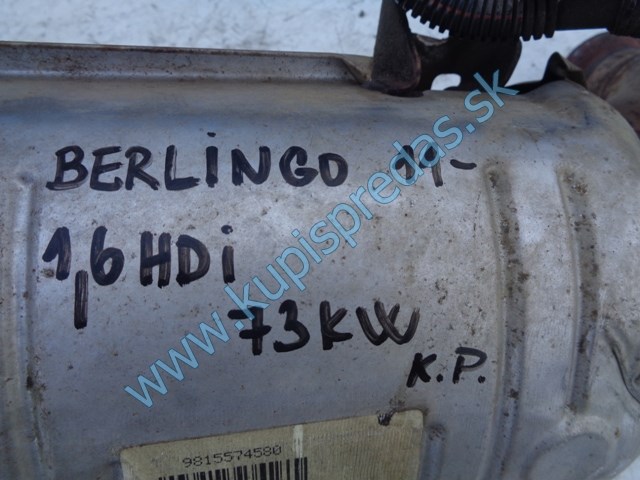 BERLINGO
1,6HDi
73KW
K.P.
www.kupispredas.sk
9815574580